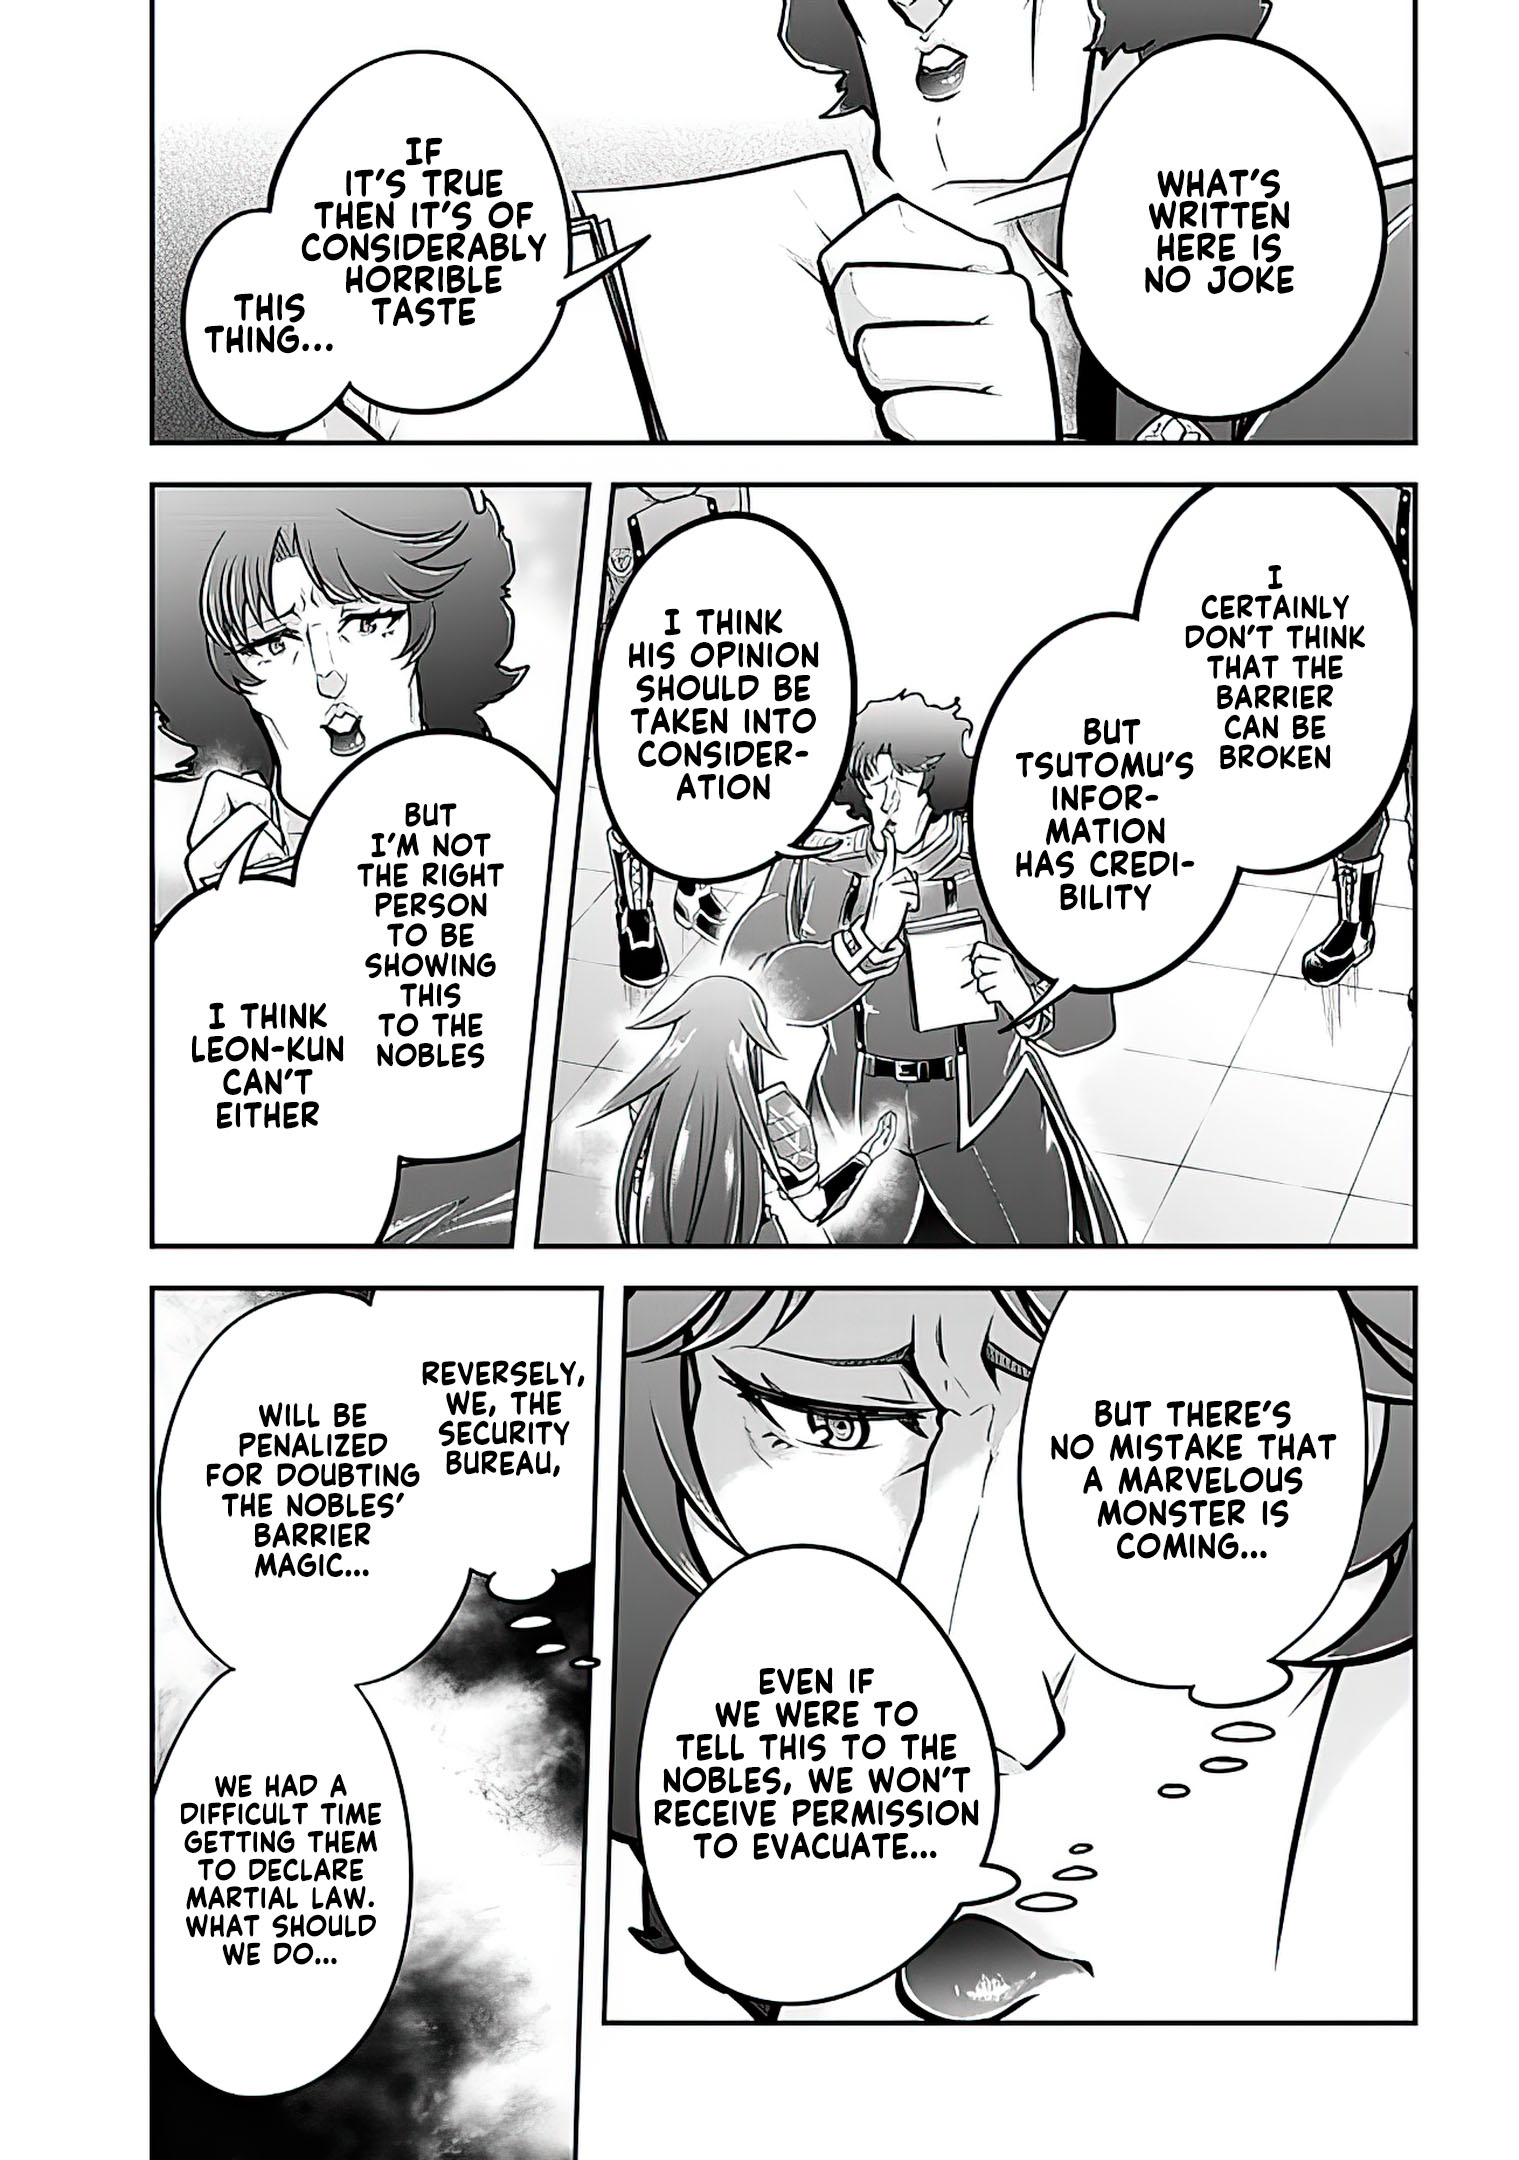 WHAT'S
WRITTEN
HERE IS
NO JOKE
IF
IT'S TRUE
THEN IT'S OF
CONSIDERABLY
HORRIBLE
TASTE
THIS
THING...
I
CERTAINLY
DON'T THINK
THAT THE
BARRIER
CAN BE
BROKEN
BUT
TSUTOMU'S
INFOR-
MATION
HAS CREDI-
BILITY
I THINK
HIS OPINION
SHOULD BE
TAKEN INTO
CONSIDER-
ATION
BUT
I'M NOT
THE RIGHT
PERSON
TO BE
SHOWING
THIS
TO THE
NOBLES
I THINK
LEON-KUN
CAN'T
EITHER
BUT THERE'S
NO MISTAKE THAT
A MARVELOUS
MONSTER IS
COMING...
EVEN IF
WE WERE TO
TELL THIS TO THE
NOBLES, WE WON'T
RECEIVE PERMISSION
TO EVACUATE...
REVERSELY,
WE, THE
SECURITY
BUREAU,
WILL BE
PENALIZED
FOR DOUBTING
THE NOBLES'
BARRIER
MAGIC...
WE HAD A
DIFFICULT TIME
GETTING THEM
TO DECLARE
MARTIAL LAW.
WHAT SHOULD
WE DO...